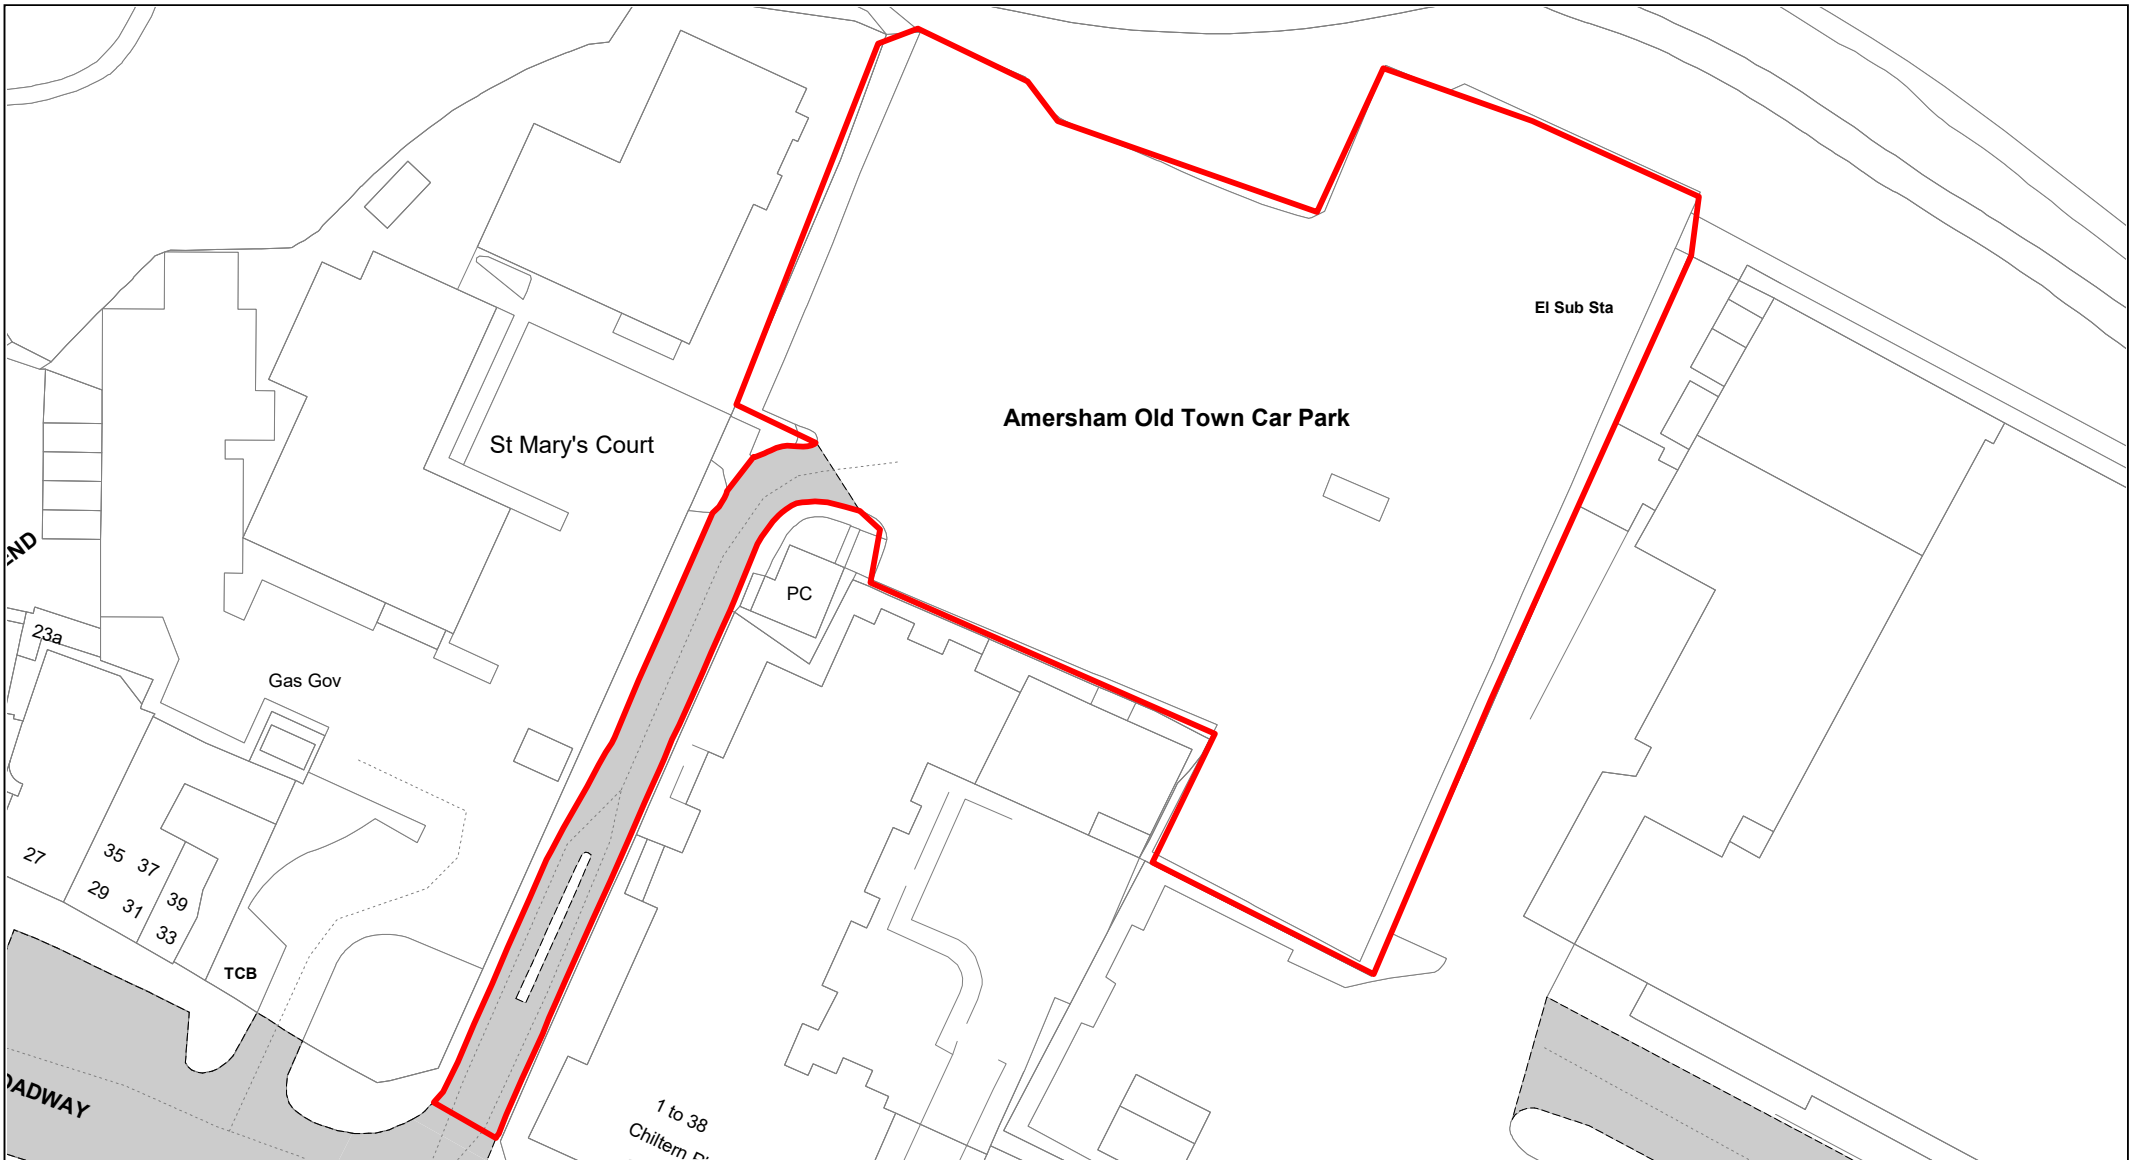 El Sub Sta
Amersham Old Town Car Park
St Mary's Court
PC
23a
Gas Gov
27
35
37
29
31
39
33
TCB
1 to 38
Chiltern